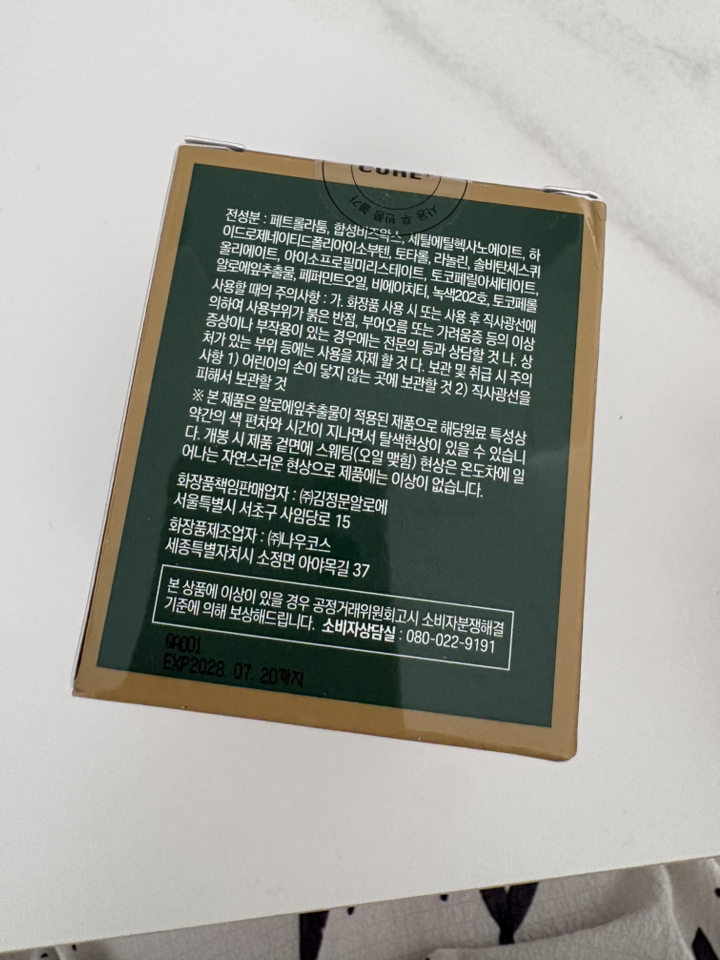 CURE+
사용 후 반품 불가
전성분 : 페트롤라툼, 합성비즈왁스, 세틸에틸헥사노에이트, 하
이드로제네이티드폴리아이소부텐, 토타롤, 라놀린, 솔비탄세스퀴
올리에이트, 아이소프로필미리스테이트, 토코페릴아세테이트,
알로에잎추출물, 페퍼민트오일, 비에이치티, 녹색202호, 토코페롤
사용할 때의 주의사항 : 가. 화장품 사용 시 또는 사용 후 직사광선에
의하여 사용부위가 붉은 반점, 부어오름 또는 가려움증 등의 이상
증상이나 부작용이 있는 경우에는 전문의 등과 상담할 것 나. 상
처가 있는 부위 등에는 사용을 자제 할 것 다. 보관 및 취급 시 주의
사항 1) 어린이의 손이 닿지 않는 곳에 보관할 것 2) 직사광선을
피해서 보관할 것
※ 본 제품은 알로에잎추출물이 적용된 제품으로 해당원료 특성상
약간의 색 편차와 시간이 지나면서 탈색현상이 있을 수 있습니
다. 개봉 시 제품 겉면에 스웨팅(오일 맺힘) 현상은 온도차에 일
어나는 자연스러운 현상으로 제품에는 이상이 없습니다.
화장품책임판매업자 : ㈜김정문알로에
서울특별시 서초구 사임당로 15
화장품제조업자 : ㈜나우코스
세종특별자치시 소정면 아야목길 37
본 상품에 이상이 있을 경우 공정거래위원회고시 소비자분쟁해결
기준에 의해 보상해드립니다. 소비자상담실 : 080-022-9191
QA001
EXP2028. 07. 20까지